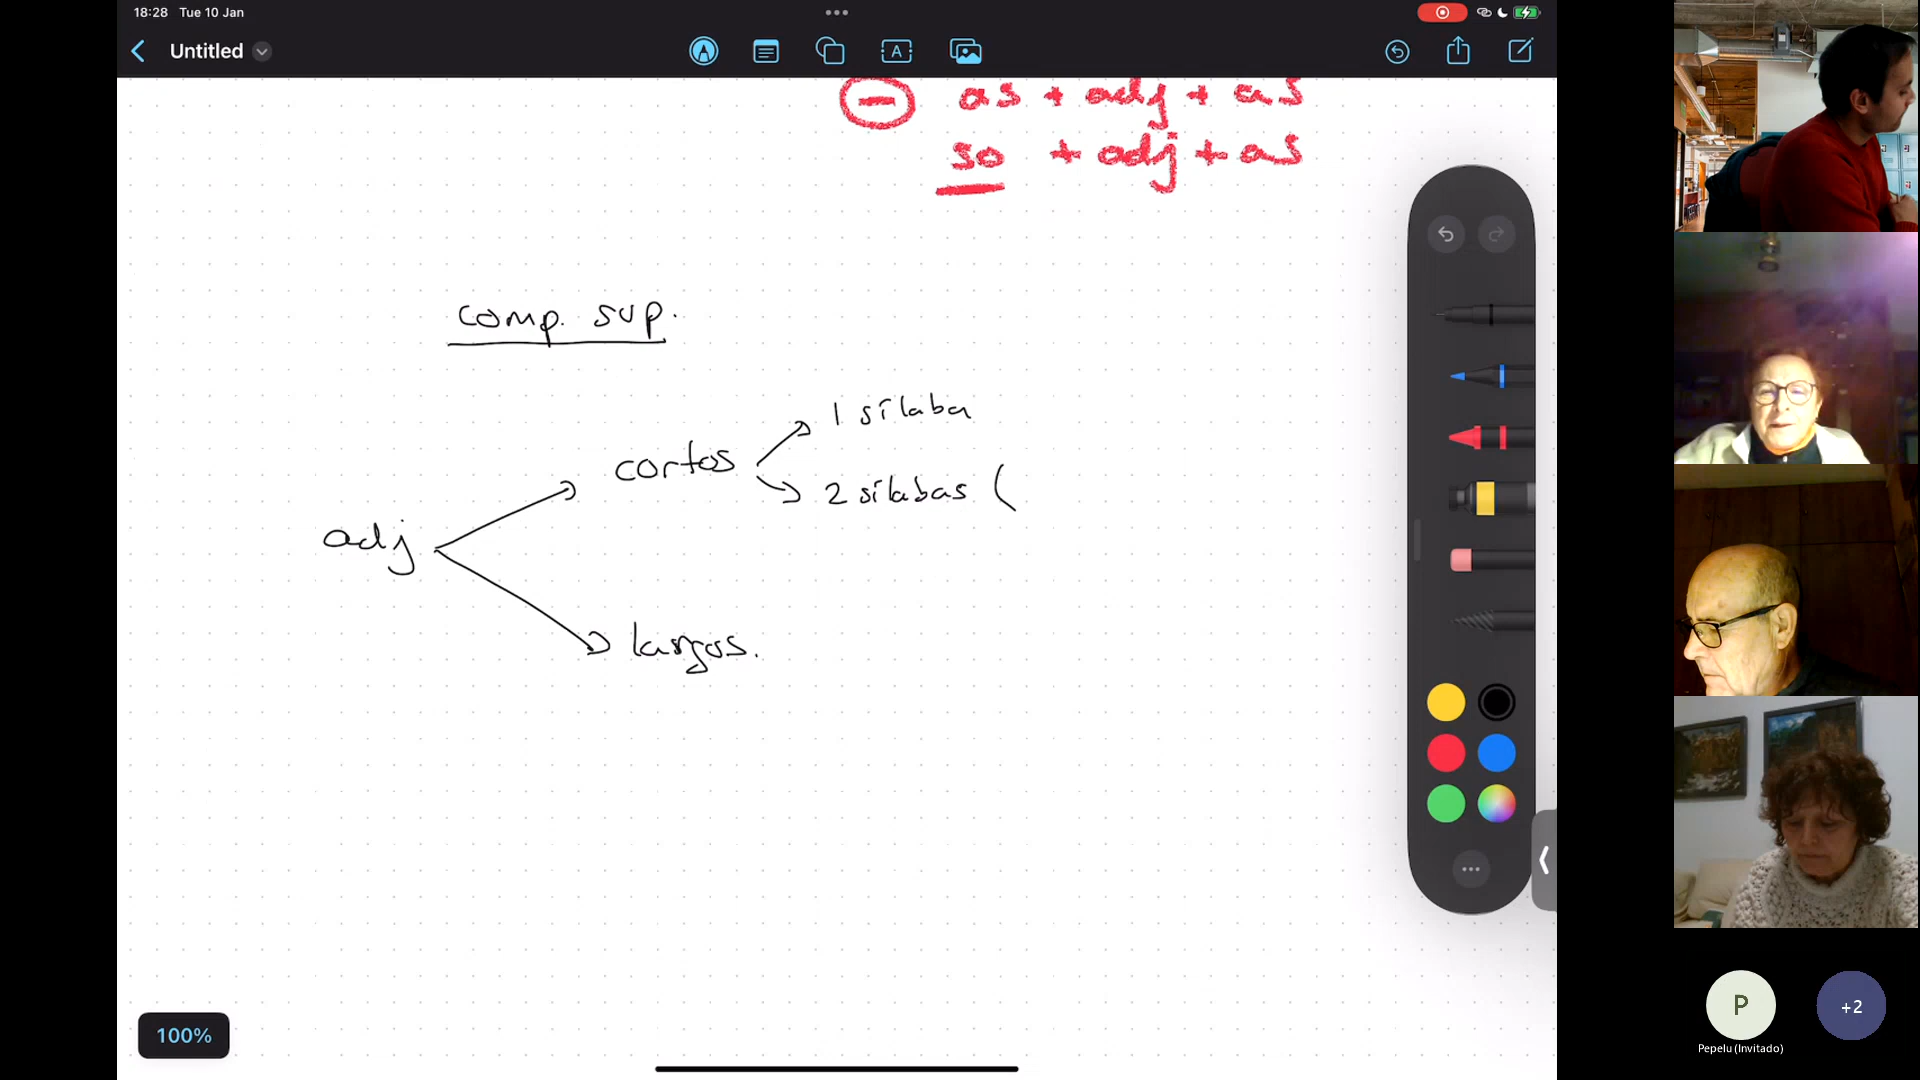 18:28 Tue 10 Jan
Untitled
A
as + adj + as
so + adj + as
comp. sup.
1 sílaba
cortos
2 sílabas (
adj
largos.
100%
P
+2
Pepelu (Invitado)